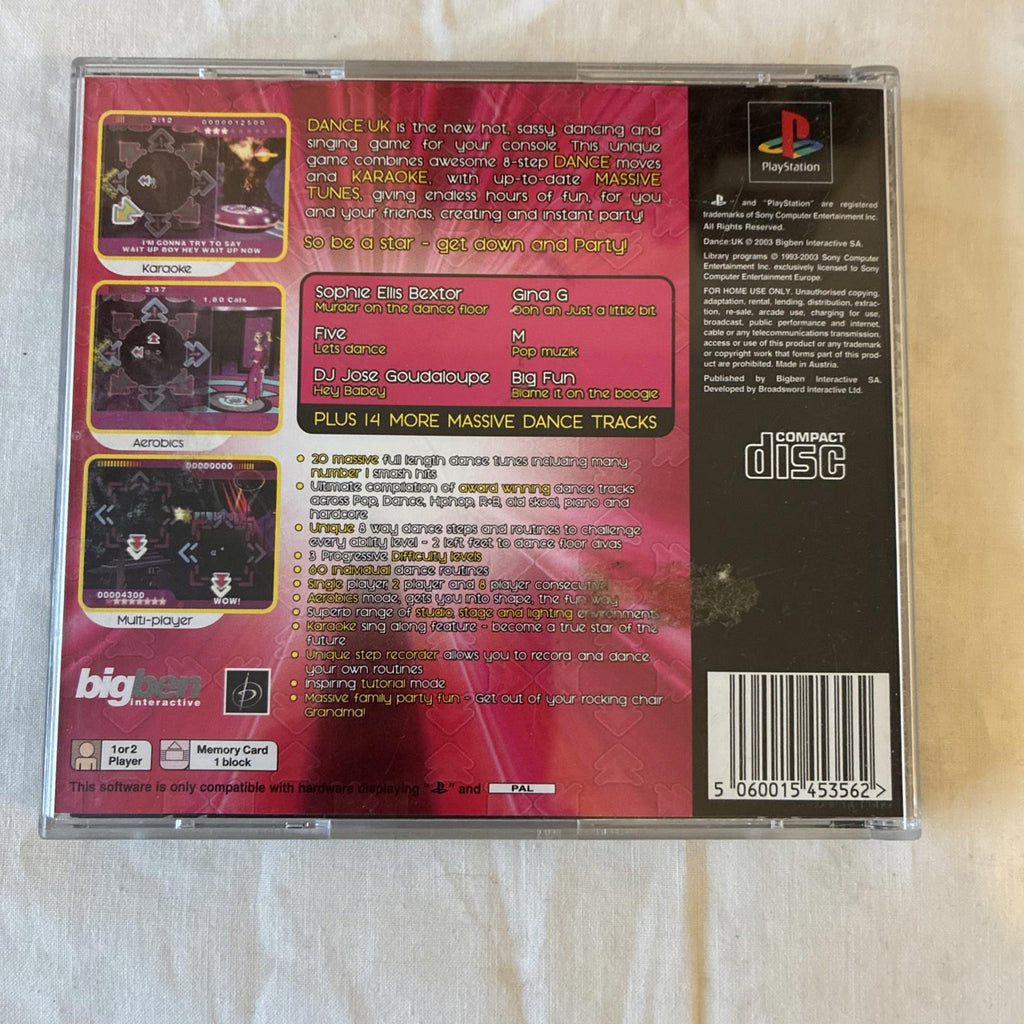 2:12
0000012500
I'M GONNA TRY TO SAY
WAIT UP BOY HEY WAIT UP NOW
Karaoke
2:37
1.80 Cals
Aerobics
00000000
00004300
WOW!
Multi-player
DANCE:UK is the new hot, sassy, dancing and
singing game for your console. This unique
game combines awesome 8-step DANCE moves
and KARAOKE, with up-to-date MASSIVE
TUNES, giving endless hours of fun, for you
and your friends, creating and instant party!
So be a star - get down and Party!
Sophie Ellis Bextor
Murder on the dance floor
Gina G
Ooh ah Just a little bit
Five
Lets dance
M
Pop muzik
DJ Jose Goudaloupe
Hey Babey
Big Fun
Blame it on the boogie
PLUS 14 MORE MASSIVE DANCE TRACKS
• 20 massive full length dance tunes including many
number 1 smash hits
• Ultimate compilation of award winning dance tracks
across Pop, Dance, Hiphop, R+B, old skool, piano and
hardcore
• Unique 8 way dance steps and routines to challenge
every ability level - 2 left feet to dance floor divas
• 3 Progressive Difficulty levels
• 60 individual dance routines
• Single player, 2 player and 8 player consecutive
• Aerobics mode, gets you into shape, the fun way
• Superb range of studio, stage and lighting environments
• Karaoke sing along feature - become a true star of the
future
• Unique step recorder allows you to record and dance
your own routines
• Inspiring tutorial mode
• Massive family party fun - Get out of your rocking chair
Grandma!
bigben
interactive
1 or 2
Player
Memory Card
1 block
This software is only compatible with hardware displaying " " and
PAL
PlayStation
" " and "PlayStation" are registered
trademarks of Sony Computer Entertainment Inc.
All Rights Reserved.
Dance:UK © 2003 Bigben Interactive SA.
Library programs © 1993-2003 Sony Computer
Entertainment Inc. exclusively licensed to Sony
Computer Entertainment Europe.
FOR HOME USE ONLY. Unauthorised copying,
adaptation, rental, lending, distribution, extrac-
tion, re-sale, arcade use, charging for use,
broadcast, public performance and internet,
cable or any telecommunications transmission,
access or use of this product or any trademark
or copyright work that forms part of this prod-
uct are prohibited. Made in Austria.
Published by Bigben Interactive SA.
Developed by Broadsword Interactive Ltd.
COMPACT
disc
5 060015 453562 >